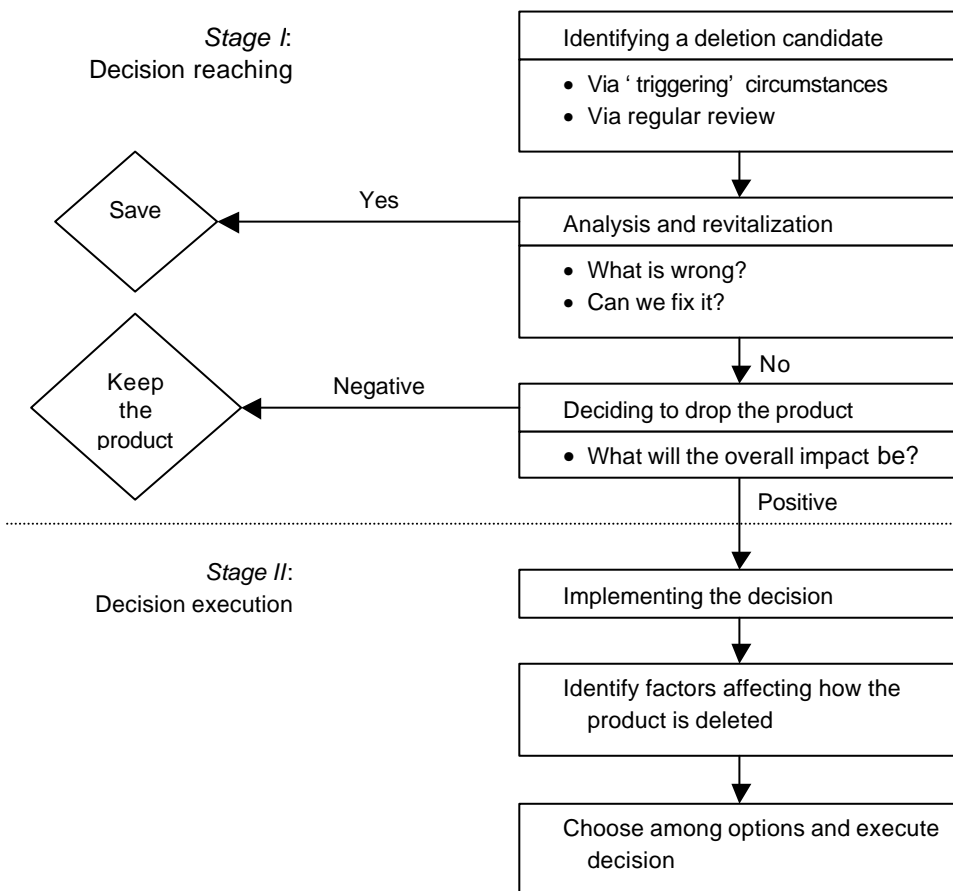 Stage I:
Decision reaching
Identifying a deletion candidate
• Via ‘ triggering’ circumstances
• Via regular review
Save
Yes
Analysis and revitalization
• What is wrong?
• Can we fix it?
No
Keep
the
product
Negative
Deciding to drop the product
• What will the overall impact be?
Positive
Stage II:
Decision execution
Implementing the decision
Identify factors affecting how the
product is deleted
Choose among options and execute
decision